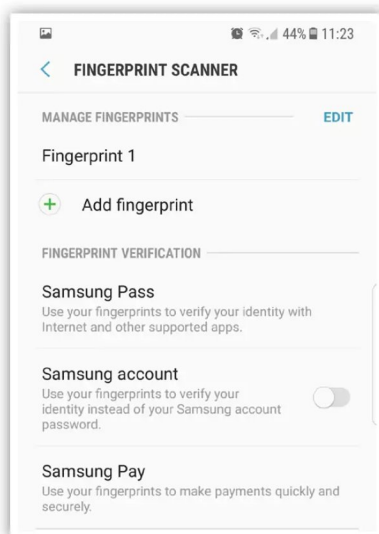 44% 11:23
FINGERPRINT SCANNER
MANAGE FINGERPRINTS EDIT
Fingerprint 1
Add fingerprint
FINGERPRINT VERIFICATION
Samsung Pass
Use your fingerprints to verify your identity with
Internet and other supported apps.
Samsung account
Use your fingerprints to verify your
identity instead of your Samsung account
password.
Samsung Pay
Use your fingerprints to make payments quickly and
securely.